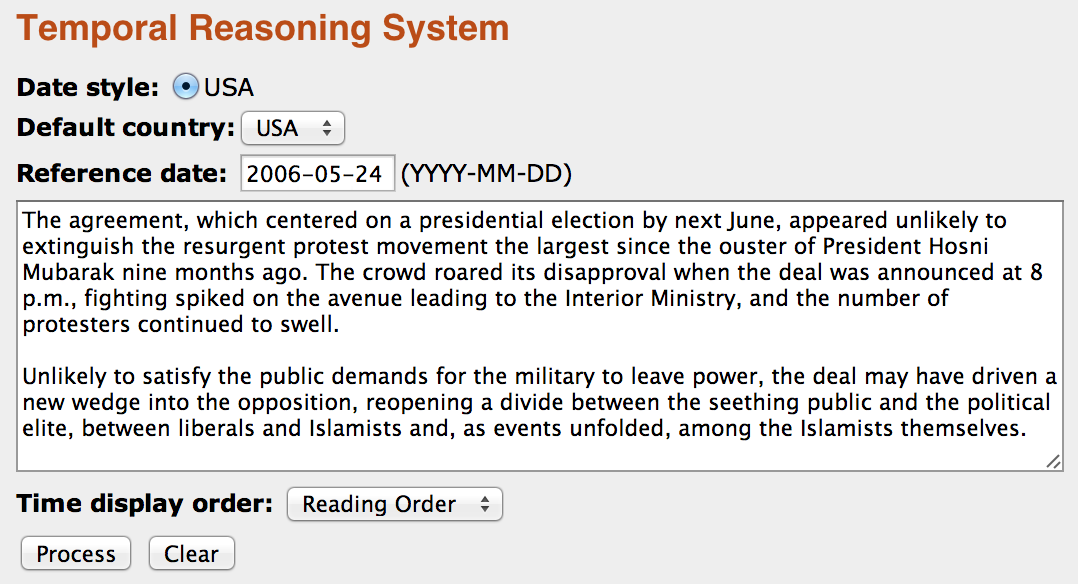 Temporal Reasoning System
Date style: USA
Default country: USA
Reference date: 2006-05-24 (YYYY-MM-DD)
The agreement, which centered on a presidential election by next June, appeared unlikely to
extinguish the resurgent protest movement the largest since the ouster of President Hosni
Mubarak nine months ago. The crowd roared its disapproval when the deal was announced at 8
p.m., fighting spiked on the avenue leading to the Interior Ministry, and the number of
protesters continued to swell.
Unlikely to satisfy the public demands for the military to leave power, the deal may have driven a
new wedge into the opposition, reopening a divide between the seething public and the political
elite, between liberals and Islamists and, as events unfolded, among the Islamists themselves.
Time display order: Reading Order
Process Clear